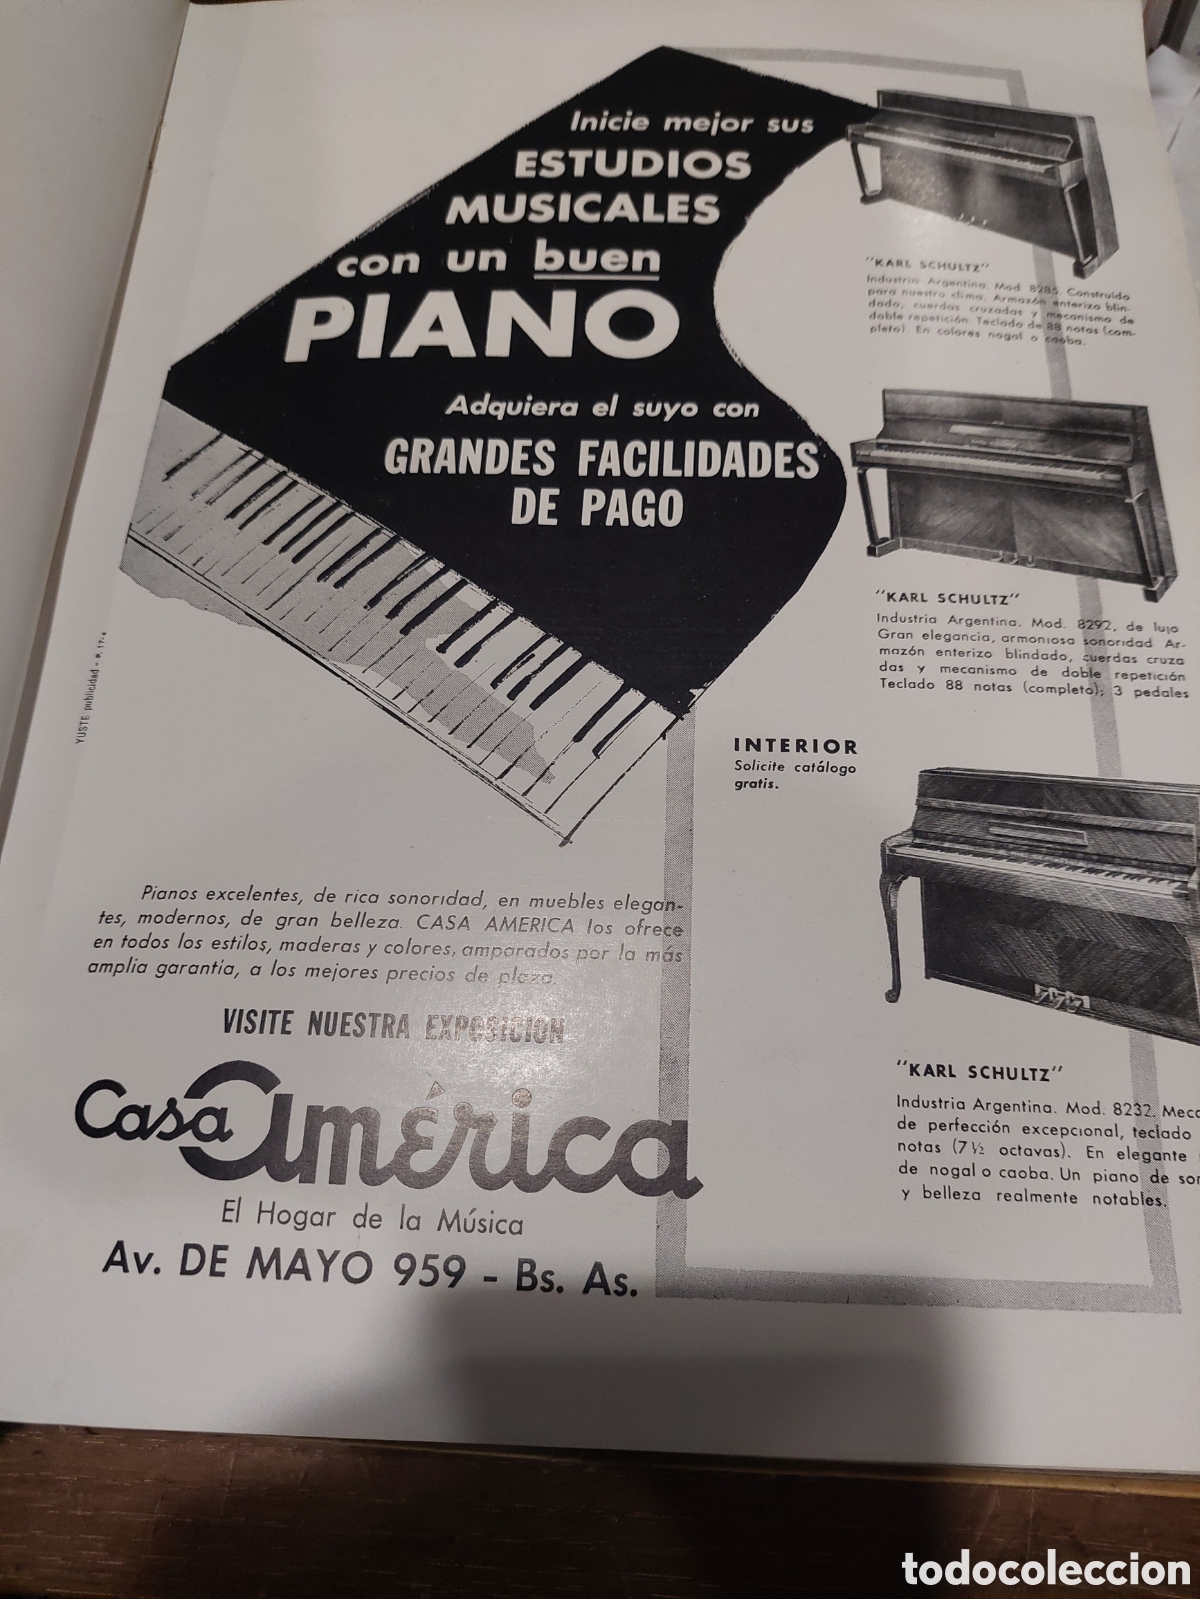 Inicie mejor sus
ESTUDIOS
MUSICALES
con un buen
PIANO
Adquiera el suyo con
GRANDES FACILIDADES
DE PAGO
"KARL SCHULTZ"
Industria Argentina. Mod 8285. Construido
para nuestro clima. Armazón enterizo blin-
dado, cuerdas cruzadas y mecanismo de
doble repetición. Teclado de 88 notas (com-
pleto). En colores nogal o caoba.
"KARL SCHULTZ"
Industria Argentina. Mod. 8292, de lujo
Gran elegancia, armoniosa sonoridad Ar-
mazón enterizo blindado, cuerdas cruza
das y mecanismo de doble repetición
Teclado 88 notas (completo); 3 pedales
INTERIOR
Solicite catálogo
gratis.
"KARL SCHULTZ"
Industria Argentina. Mod. 8232. Meca
de perfección excepcional, teclado
notas (7 ½ octavas). En elegante
de nogal o caoba. Un piano de sor
y belleza realmente notables.
YUSTE publicidad - P. 17-
Pianos excelentes, de rica sonoridad, en muebles elegan-
tes, modernos, de gran belleza. CASA AMERICA los ofrece
en todos los estilos, maderas y colores, amparados por la más
amplia garantía, a los mejores precios de plaza.
VISITE NUESTRA EXPOSICION
Casa América
El Hogar de la Música
Av. DE MAYO 959 - Bs. As.
todocoleccion